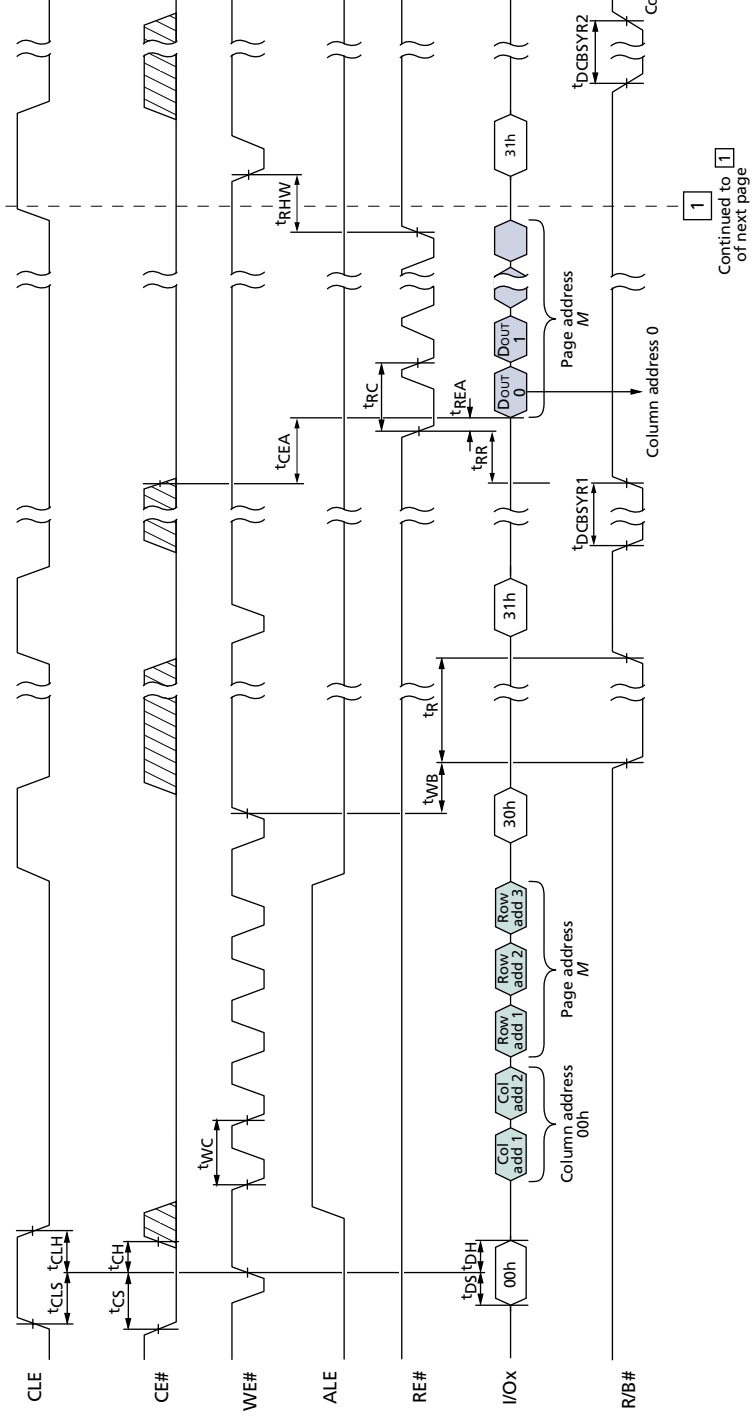 CLE
tCLS
tCLH
CE#
tCS
tCH
WE#
tWC
tRHW
ALE
tCEA
RE#
tWB
tR
tRC
tREA
tRR
I/Ox
tDS
tDH
00h
Col
add 1
Col
add 2
Row
add 1
Row
add 2
Row
add 3
30h
31h
DOUT
0
DOUT
1
31h
Column address
00h
Page address
M
Page address
M
tDCBSYR1
tDCBSYR2
R/B#
Column address 0
1
Continued to 1
of next page